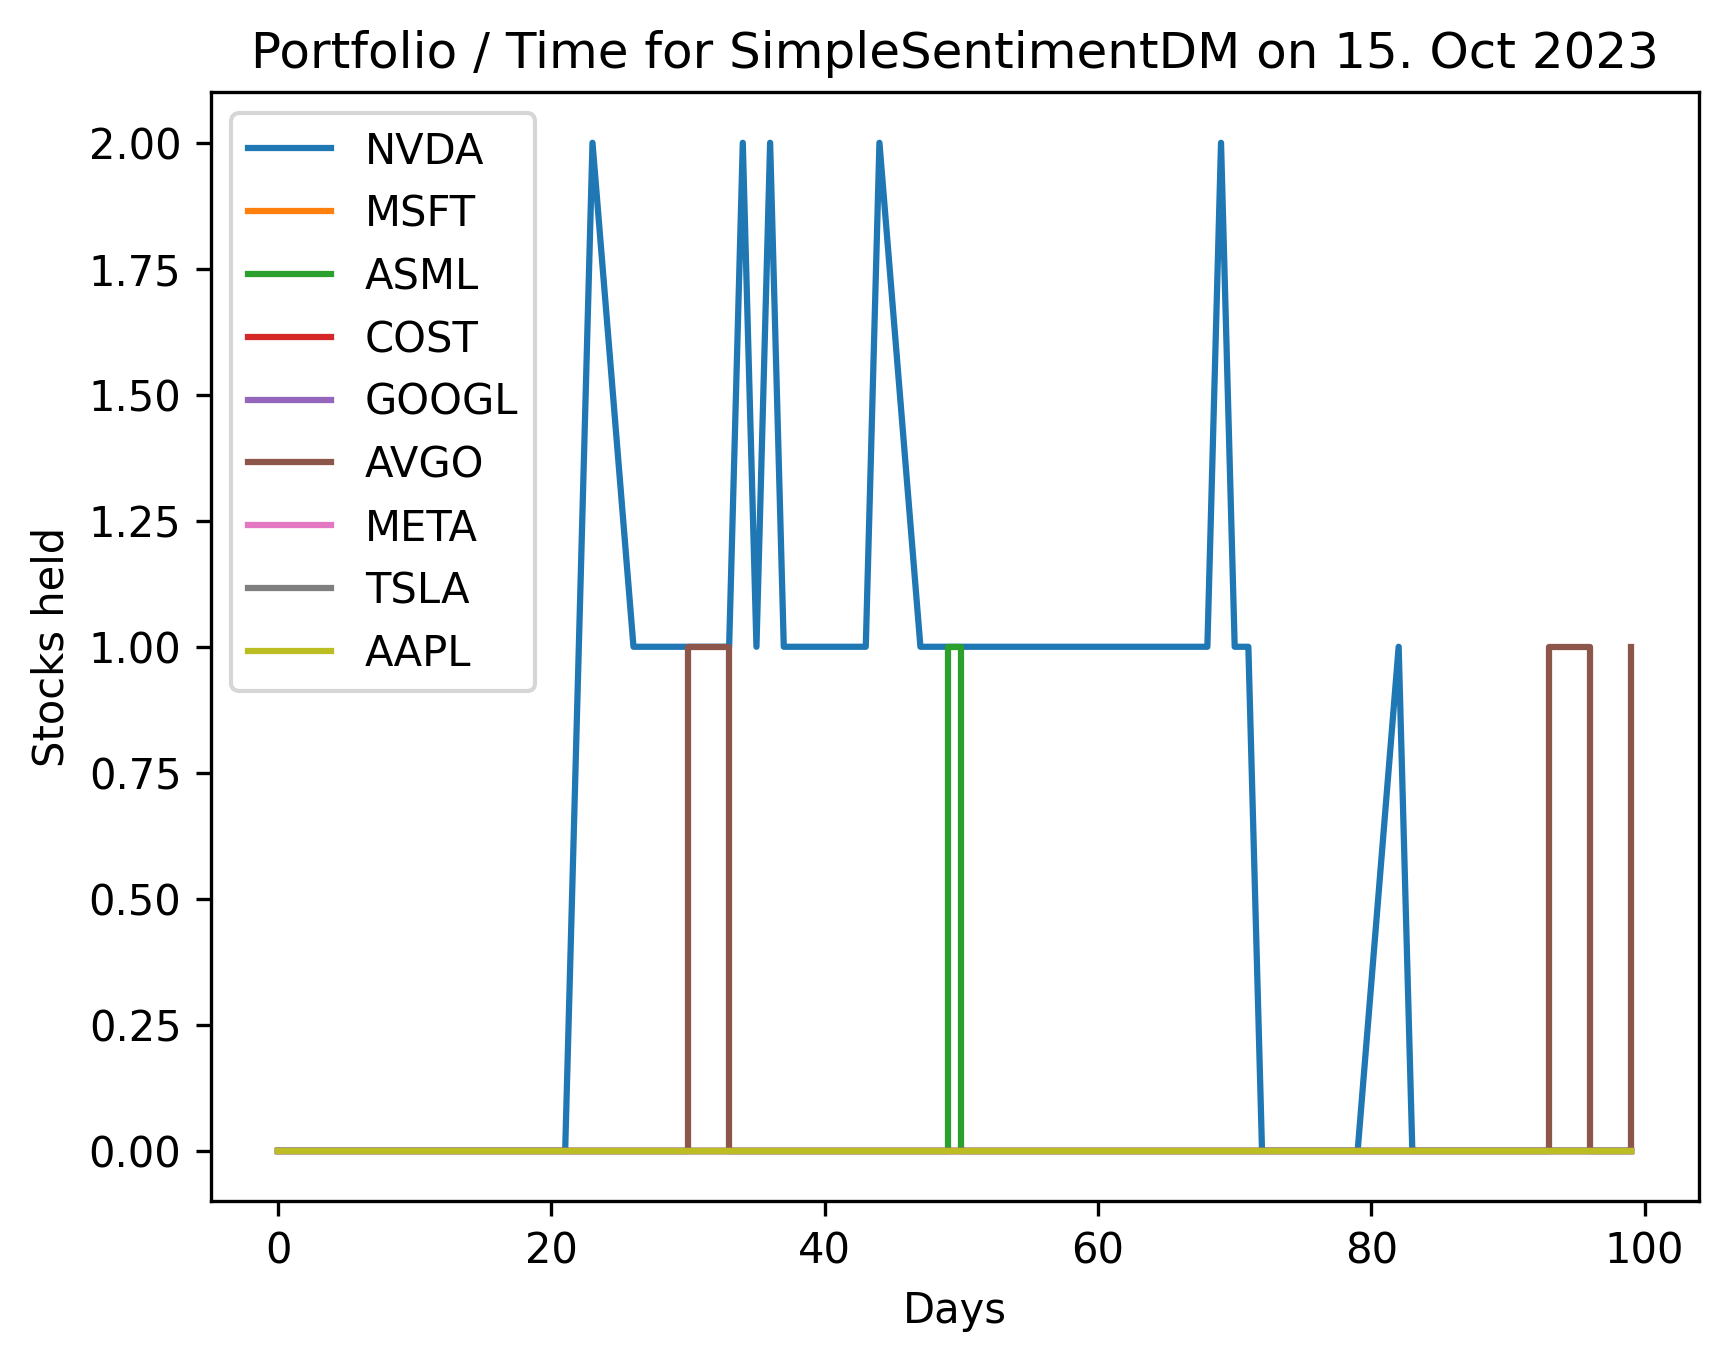 Portfolio / Time for SimpleSentimentDM on 15. Oct 2023
NVDA
MSFT
ASML
COST
GOOGL
AVGO
META
TSLA
AAPL
2.00
1.75
1.50
1.25
1.00
0.75
0.50
0.25
0.00
Stocks held
0 20 40 60 80 100
Days